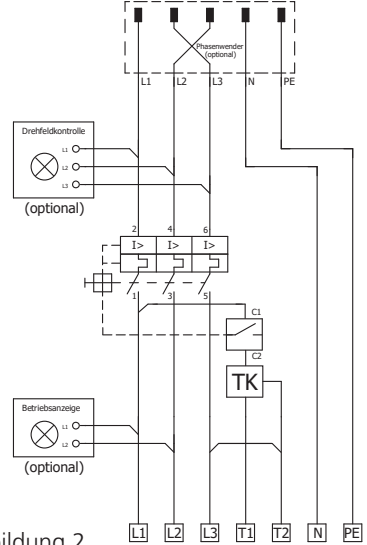 Phasenwender
(optional)
L1 L2 L3 N PE
Drehfeldkontrolle
L1
L2
L3
(optional)
2 4 6
I> I> I>
1 3 5
C1
C2
TK
Betriebsanzeige
L1
L2
(optional)
L1 L2 L3 T1 T2 N PE
bildung 2